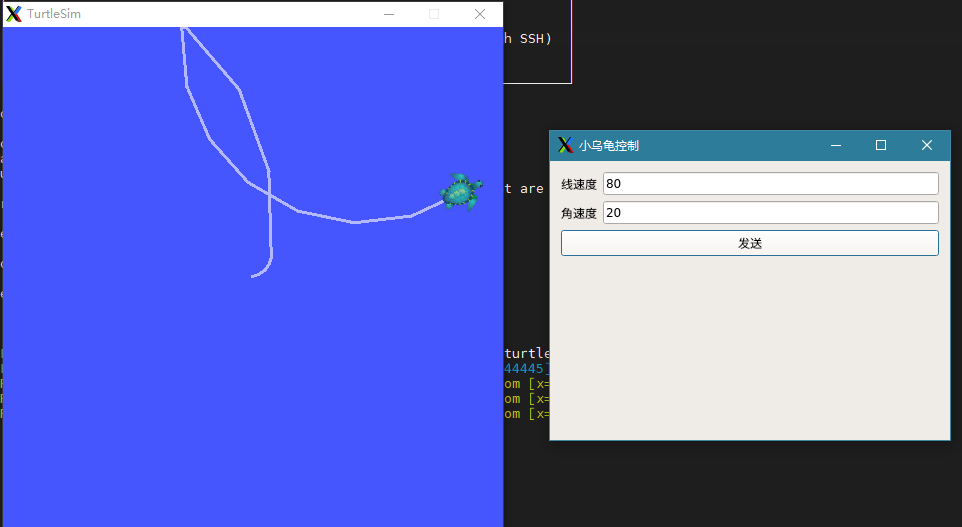 TurtleSim
h SSH)
小乌龟控制
线速度 80
t are
角速度 20
发送
turtle
44445]
om [x=
om [x=
om [x=